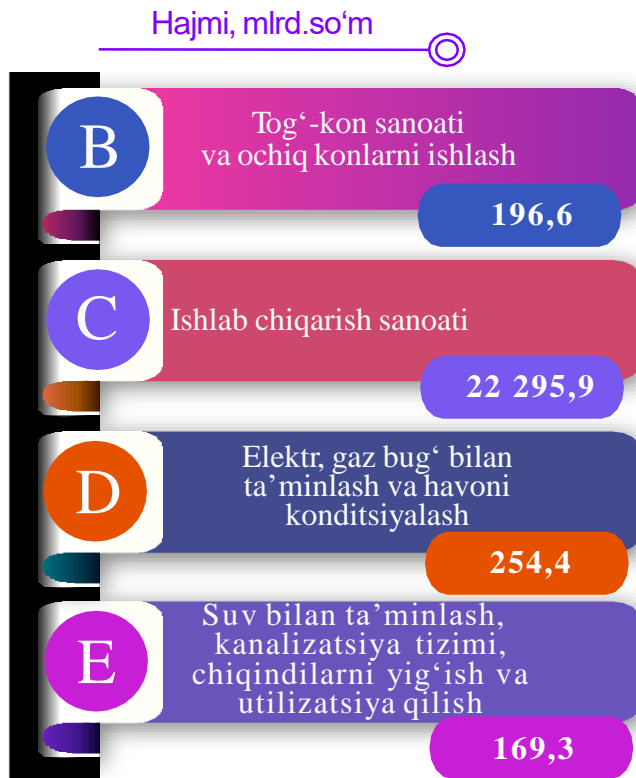 Hajmi, mlrd.so‘m
B
Tog‘-kon sanoati
va ochiq konlarni ishlash
196,6
C
Ishlab chiqarish sanoati
22 295,9
D
Elektr, gaz bug‘ bilan
ta’minlash va havoni
konditsiyalash
254,4
E
Suv bilan ta’minlash,
kanalizatsiya tizimi,
chiqindilarni yig‘ish va
utilizatsiya qilish
169,3